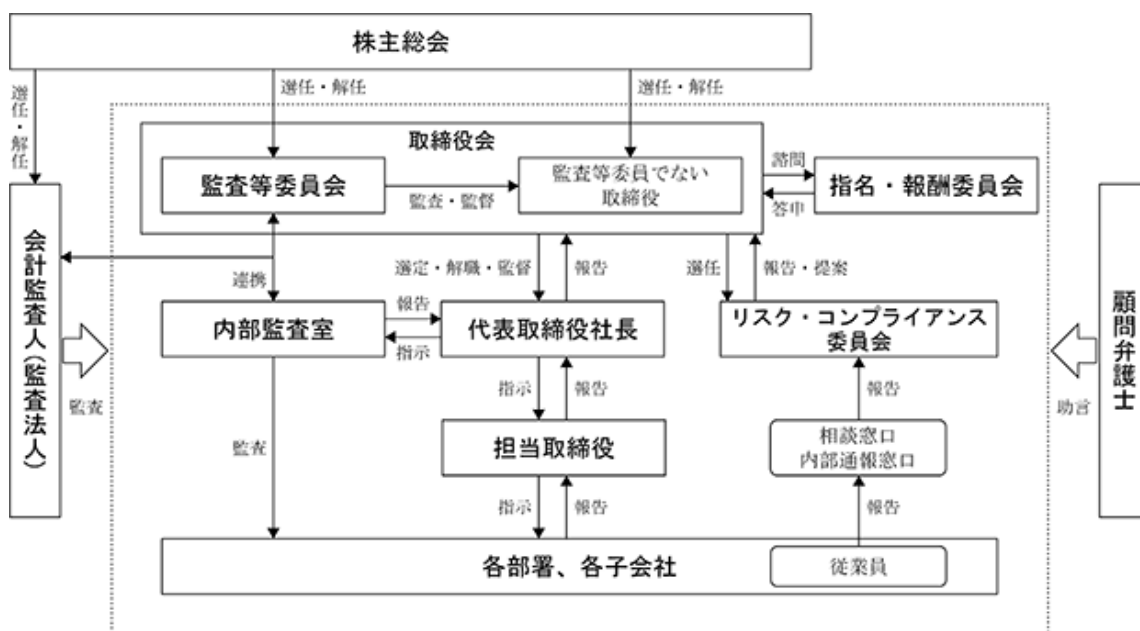 株主総会
選任・解任
選任・解任
選任・解任
取締役会
監査等委員会
監査・監督
監査等委員でない
取締役
諮問
答申
指名・報酬委員会
会計監査人(監査法人)
監査
連携
選定・解職・監督
報告
選任
報告・提案
内部監査室
報告
指示
代表取締役社長
リスク・コンプライアンス
委員会
顧問弁護士
助言
指示
報告
報告
監査
担当取締役
相談窓口
内部通報窓口
指示
報告
報告
各部署、各子会社
従業員